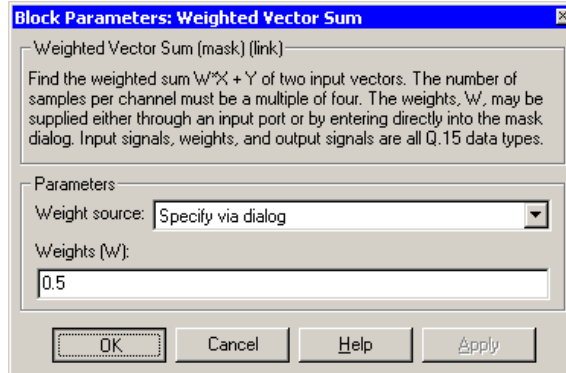 Block Parameters: Weighted Vector Sum
Weighted Vector Sum (mask) (link)
Find the weighted sum W*X + Y of two input vectors. The number of
samples per channel must be a multiple of four. The weights, W, may be
supplied either through an input port or by entering directly into the mask
dialog. Input signals, weights, and output signals are all Q.15 data types.
Parameters
Weight source: Specify via dialog
Weights (W):
0.5
OK Cancel Help Apply